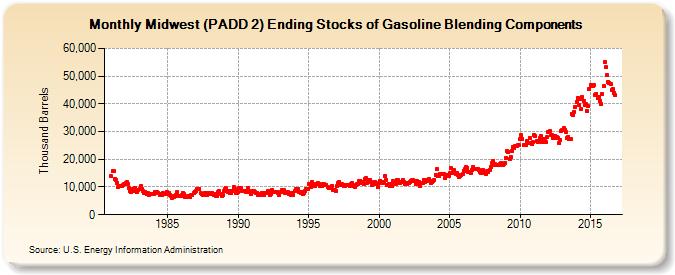 Monthly Midwest (PADD 2) Ending Stocks of Gasoline Blending Components
Thousand Barrels
60,000
50,000
40,000
30,000
20,000
10,000
0
1985 1990 1995 2000 2005 2010 2015
Source: U.S. Energy Information Administration